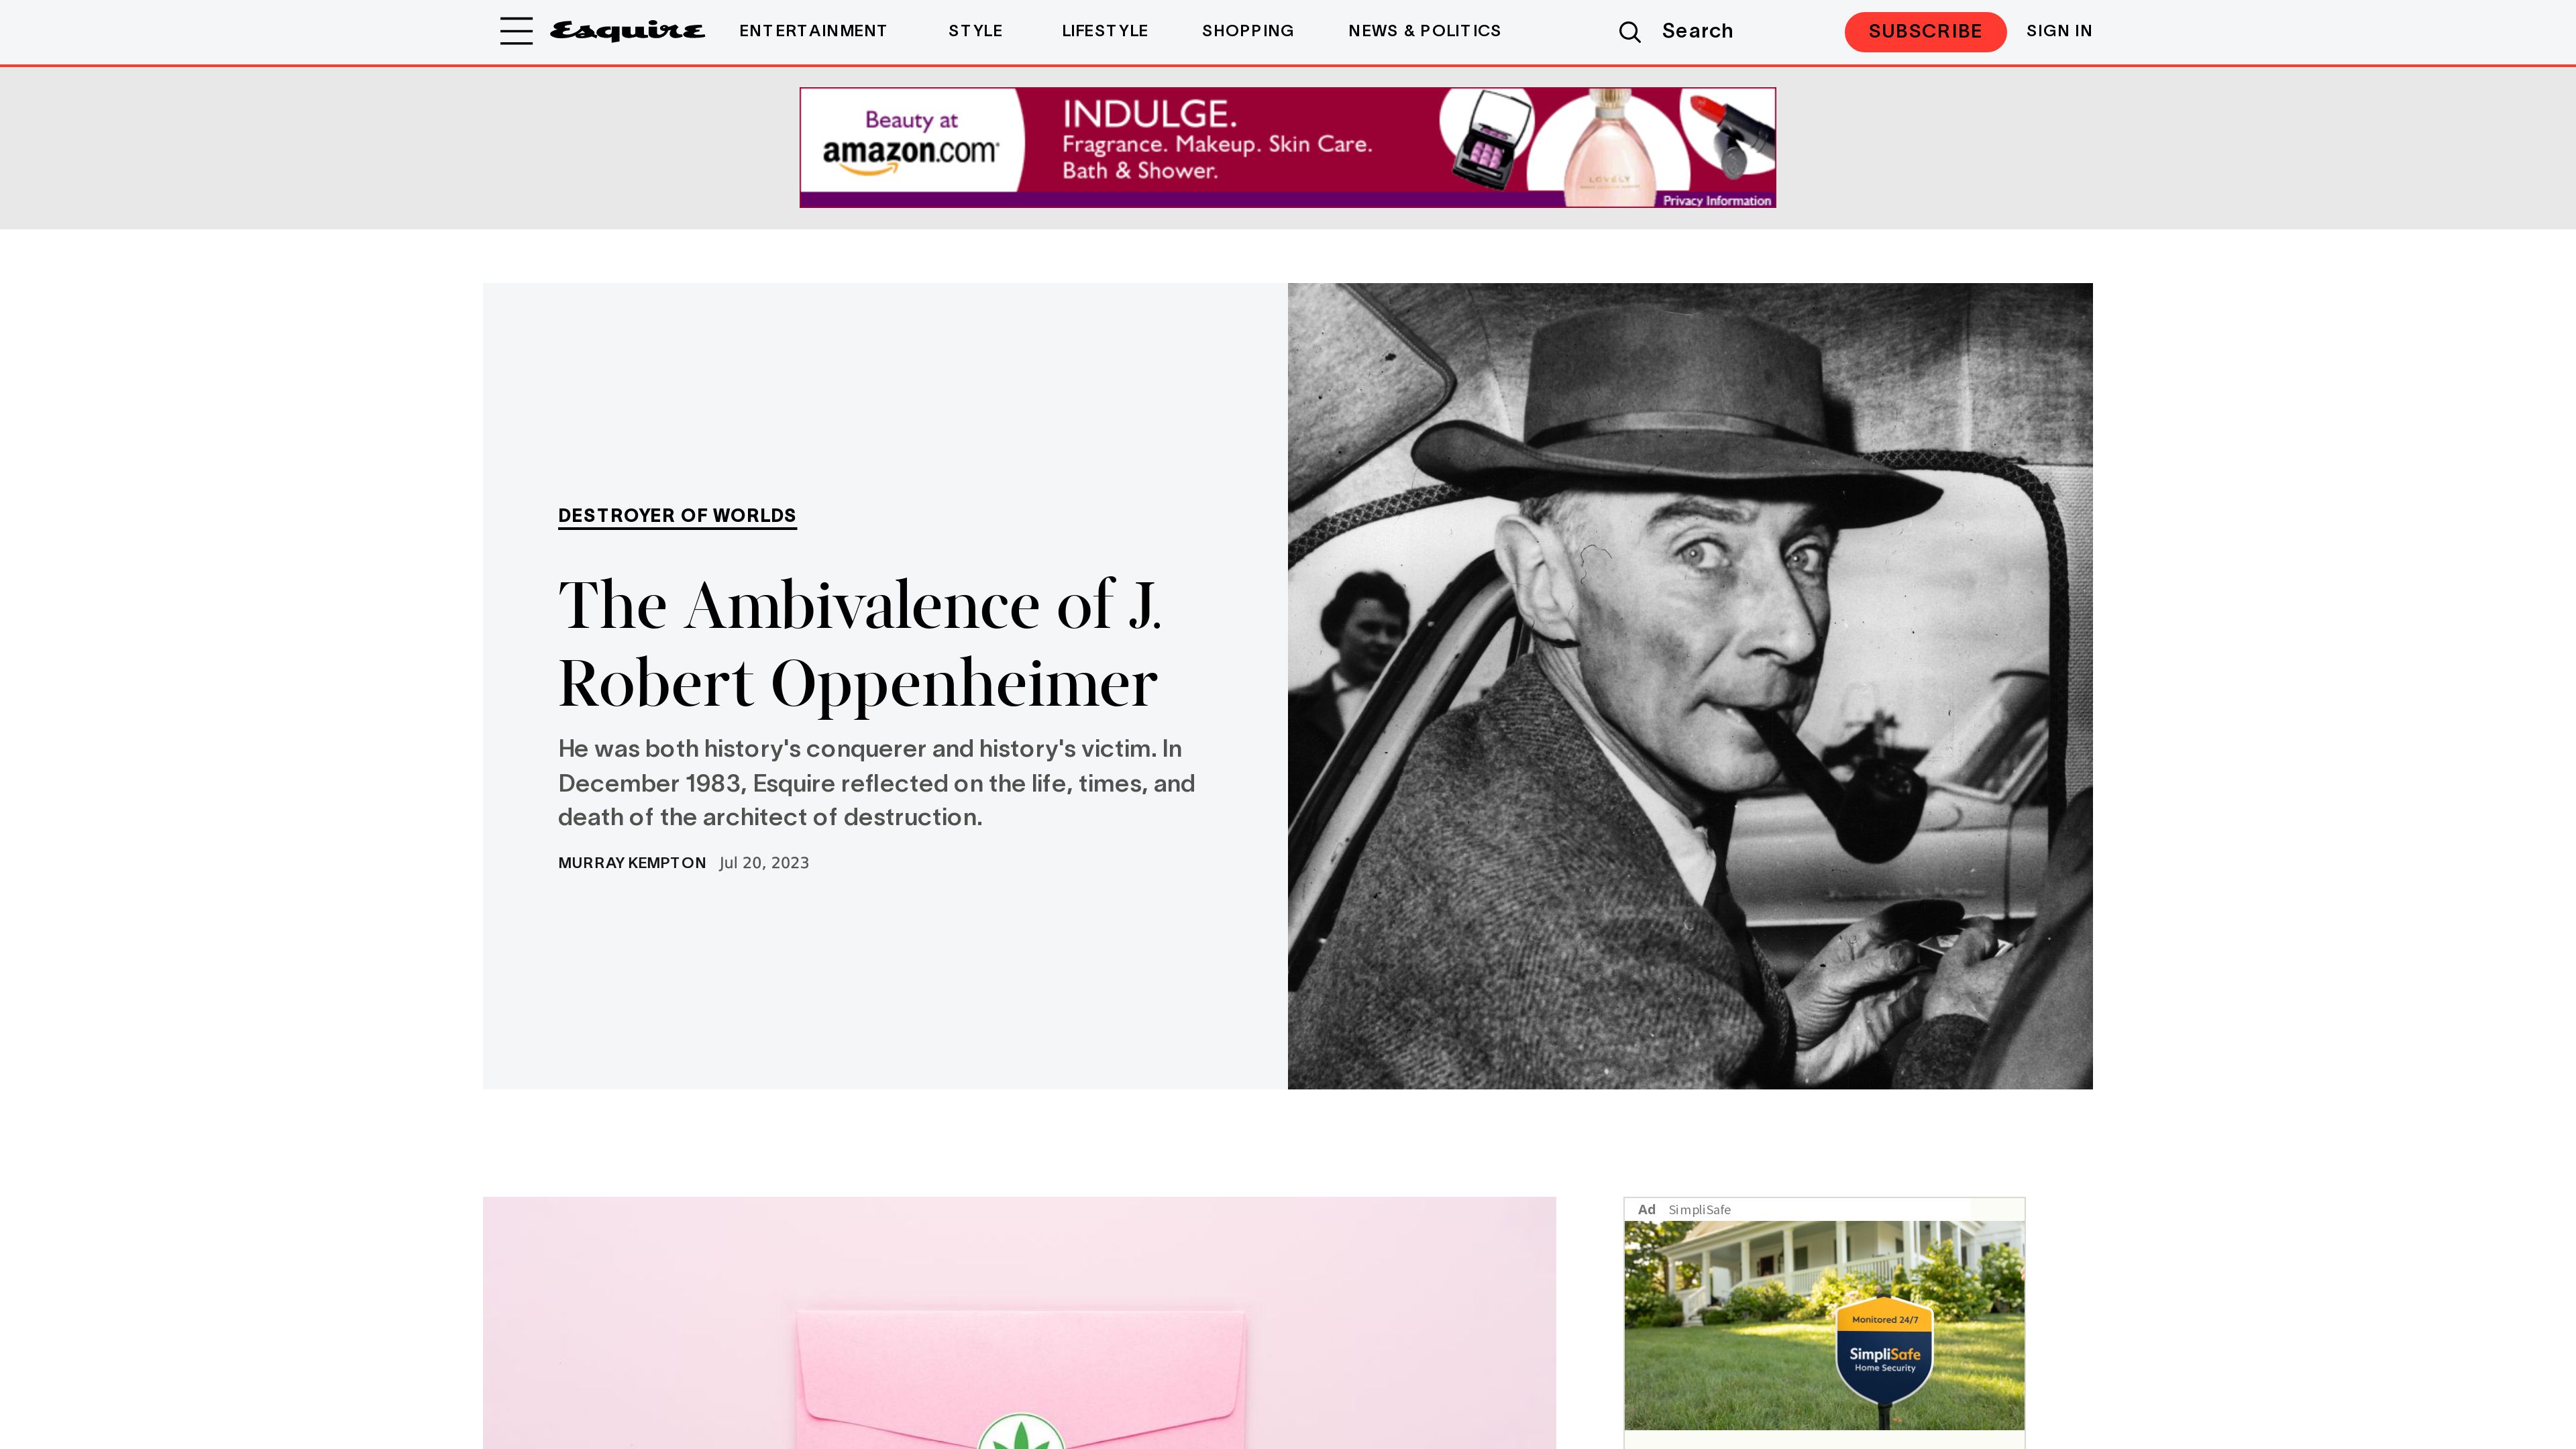 Esquire
ENTERTAINMENT
STYLE
LIFESTYLE
SHOPPING
NEWS & POLITICS
Search
SUBSCRIBE
SIGN IN
Beauty at
amazon.com
INDULGE.
Fragrance. Makeup. Skin Care.
Bath & Shower.
LOVELY
Privacy Information
DESTROYER OF WORLDS
The Ambivalence of J.
Robert Oppenheimer
He was both history's conquerer and history's victim. In
December 1983, Esquire reflected on the life, times, and
death of the architect of destruction.
MURRAY KEMPTON Jul 20, 2023
Ad SimpliSafe
Monitored 24/7
SimpliSafe
Home Security